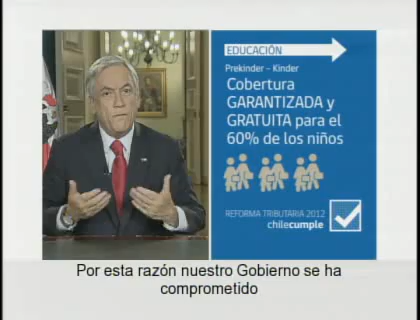 EDUCACIÓN
Prekinder - Kinder
Cobertura
GARANTIZADA y
GRATUITA para el
60% de los niños
REFORMA TRIBUTARIA 2012
chilecumple
Por esta razón nuestro Gobierno se ha
comprometido